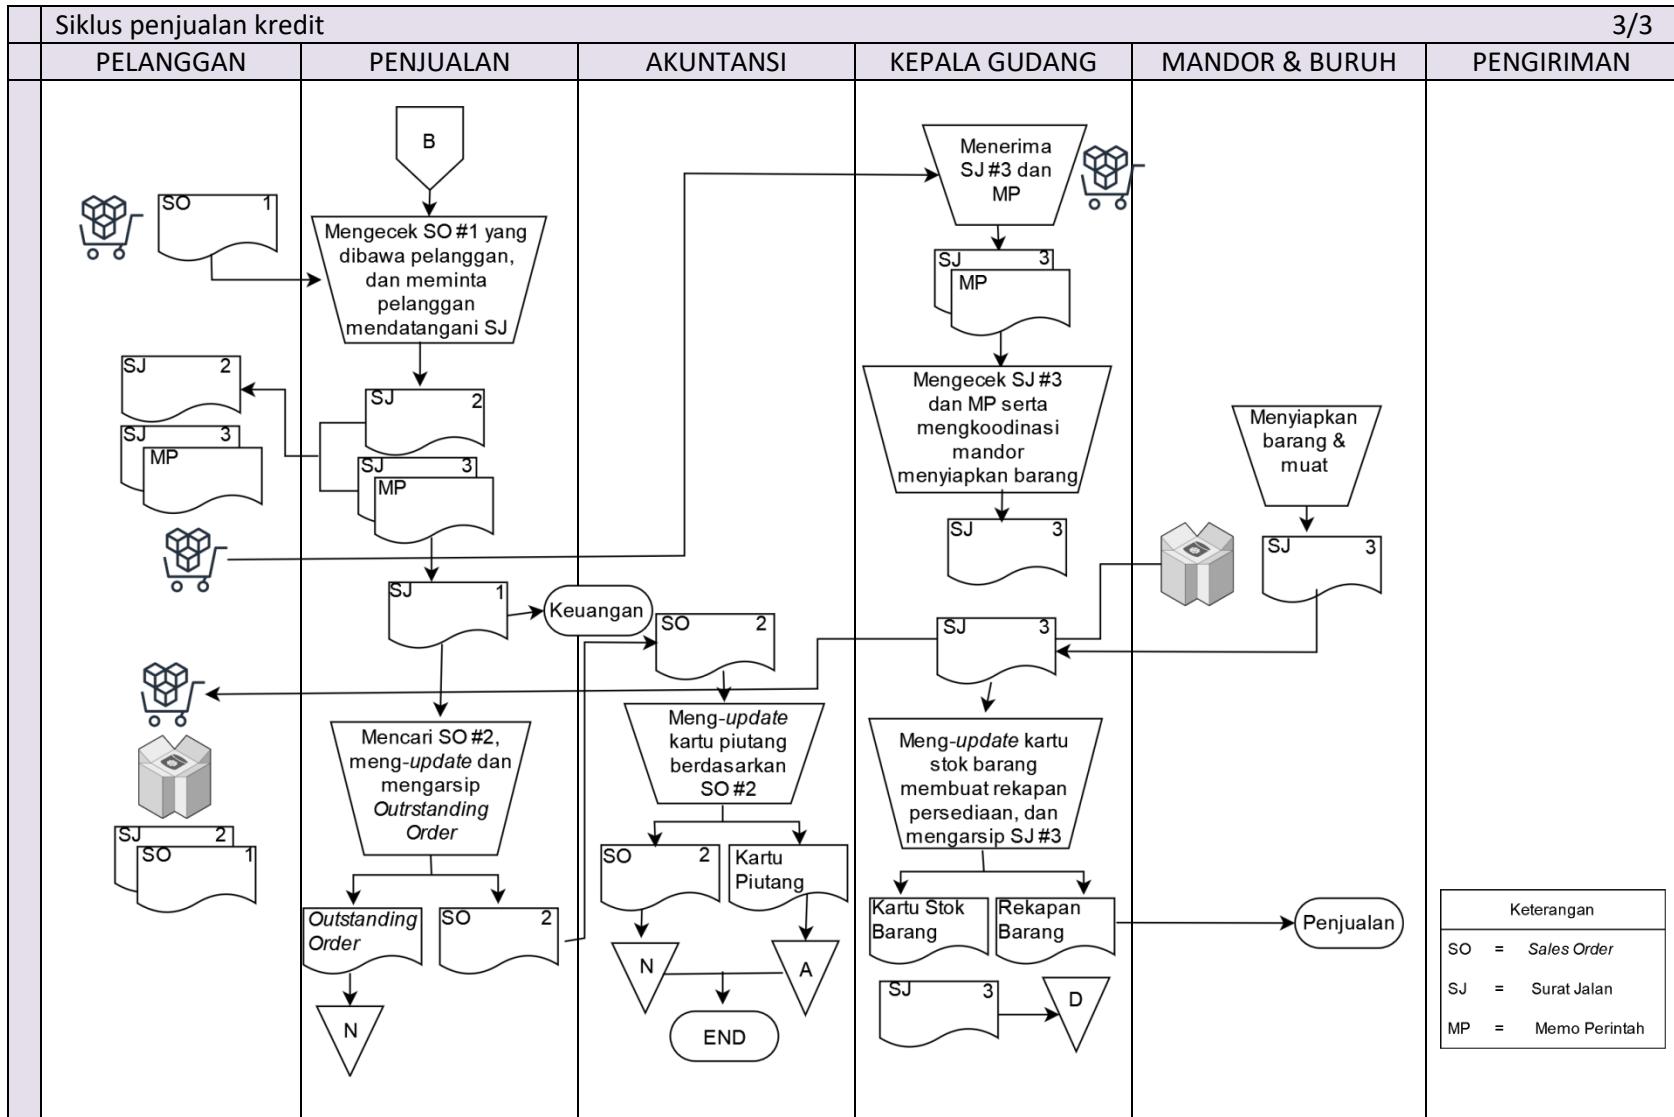 Siklus penjualan kredit 3/3
PELANGGAN PENJUALAN AKUNTANSI KEPALA GUDANG MANDOR & BURUH PENGIRIMAN
SO 1
SJ 2
SJ 3
MP
SJ 2
SO 1
B
Mengecek SO #1 yang
dibawa pelanggan,
dan meminta
pelanggan
mendatangani SJ
SJ 2
SJ 3
MP
SJ 1
Keuangan
Mencari SO #2,
meng-update dan
mengarsip
Outrstanding
Order
Outstanding
Order
SO 2
N
SO 2
Meng-update
kartu piutang
berdasarkan
SO #2
SO 2
Kartu
Piutang
N
A
END
Menerima
SJ #3 dan
MP
SJ 3
MP
Mengecek SJ #3
dan MP serta
mengkoodinasi
mandor
menyiapkan barang
SJ 3
SJ 3
Meng-update kartu
stok barang
membuat rekapan
persediaan, dan
mengarsip SJ #3
Kartu Stok
Barang
Rekapan
Barang
SJ 3
D
Menyiapkan
barang &
muat
SJ 3
Penjualan
Keterangan
SO = Sales Order
SJ = Surat Jalan
MP = Memo Perintah